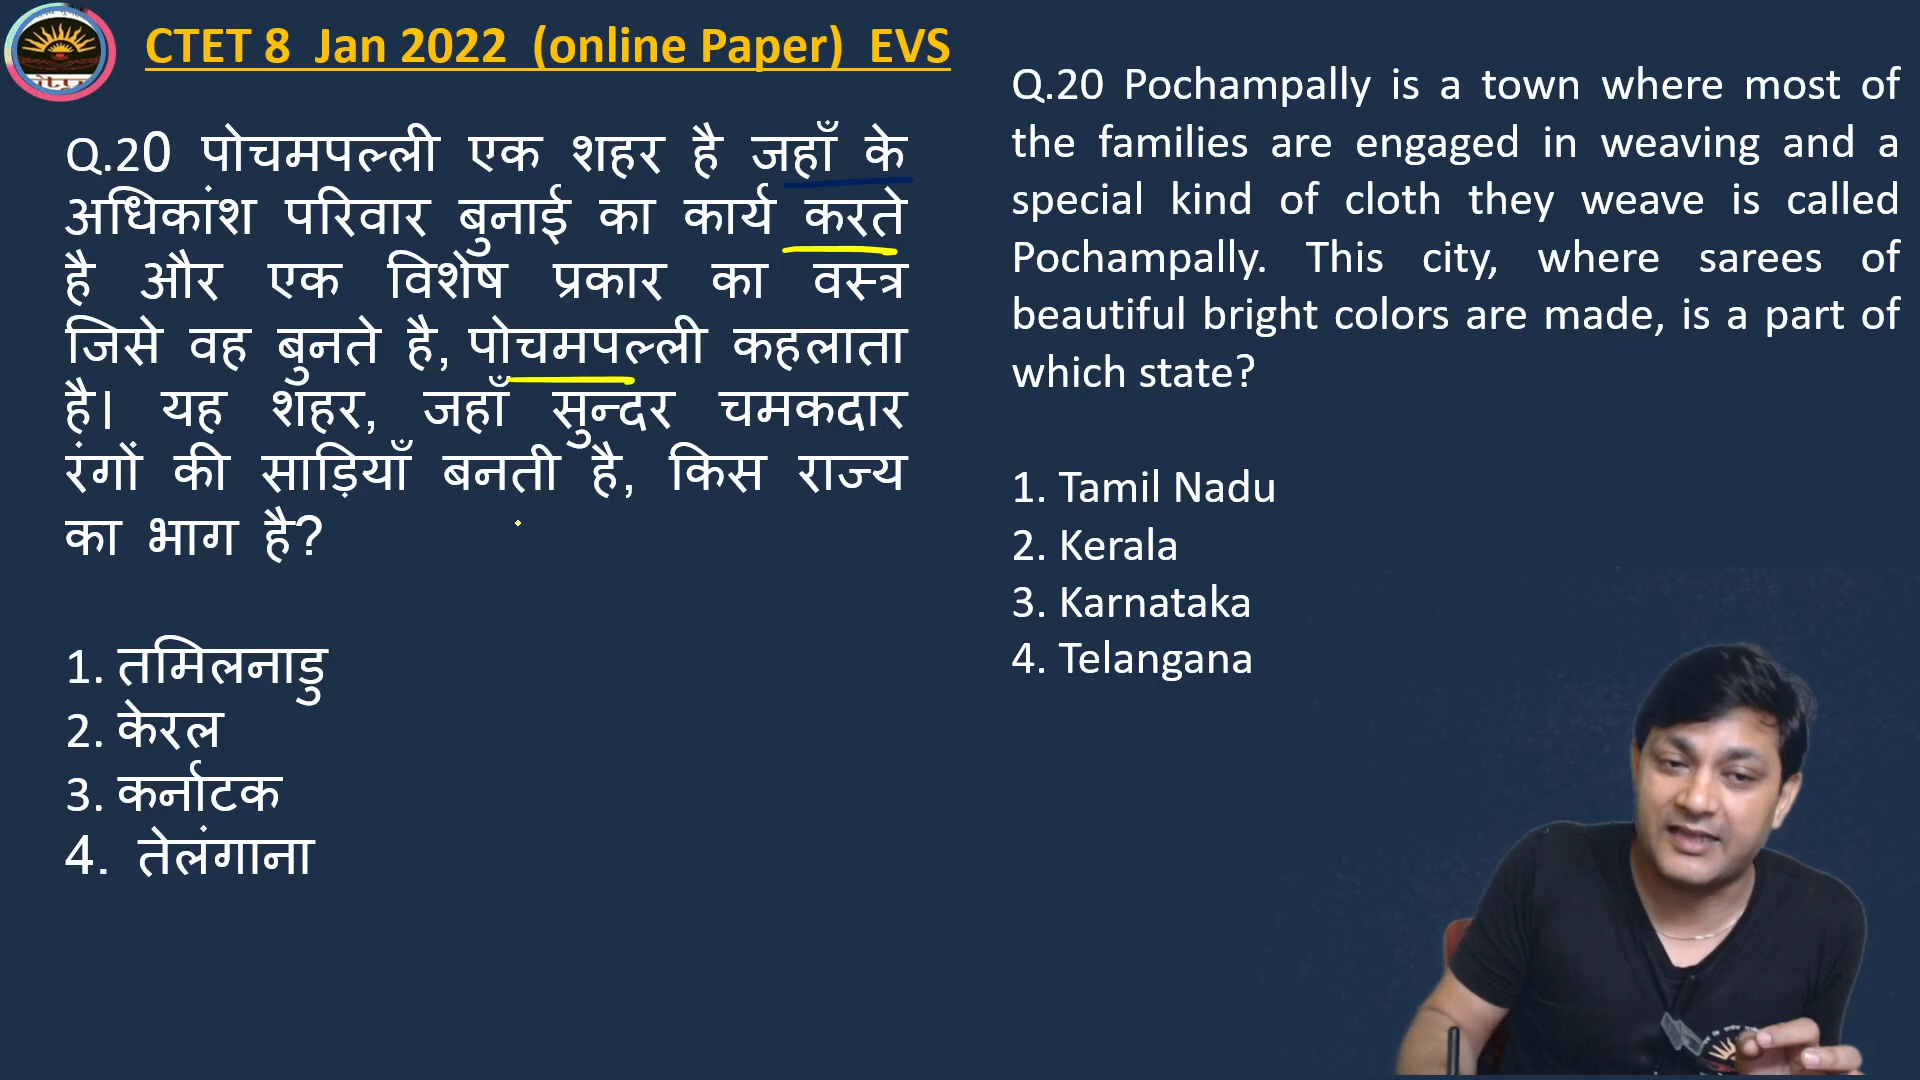 CTET 8 Jan 2022 (online Paper) EVS
Q.20 पोचमपल्ली एक शहर है जहाँ के
अधिकांश परिवार बुनाई का कार्य करते
है और एक विशेष प्रकार का वस्त्र
जिसे वह बुनते है, पोचमपल्ली कहलाता
है। यह शहर, जहाँ सुन्दर चमकदार
रंगों की साड़ियाँ बनती है, किस राज्य
का भाग है?
1. तमिलनाडु
2. केरल
3. कर्नाटक
4. तेलंगाना
Q.20 Pochampally is a town where most of
the families are engaged in weaving and a
special kind of cloth they weave is called
Pochampally. This city, where sarees of
beautiful bright colors are made, is a part of
which state?
1. Tamil Nadu
2. Kerala
3. Karnataka
4. Telangana